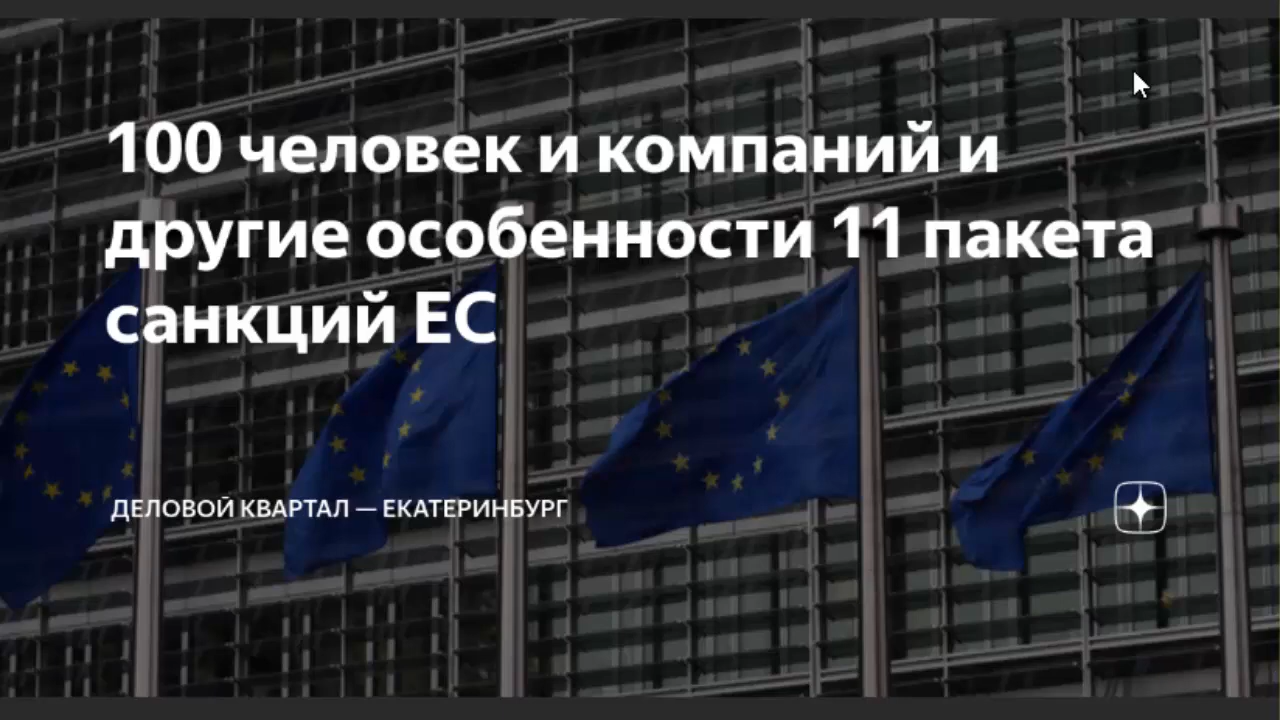 100 человек и компаний и
другие особенности 11 пакета
санкций ЕС
ДЕЛОВОЙ КВАРТАЛ — ЕКАТЕРИНБУРГ